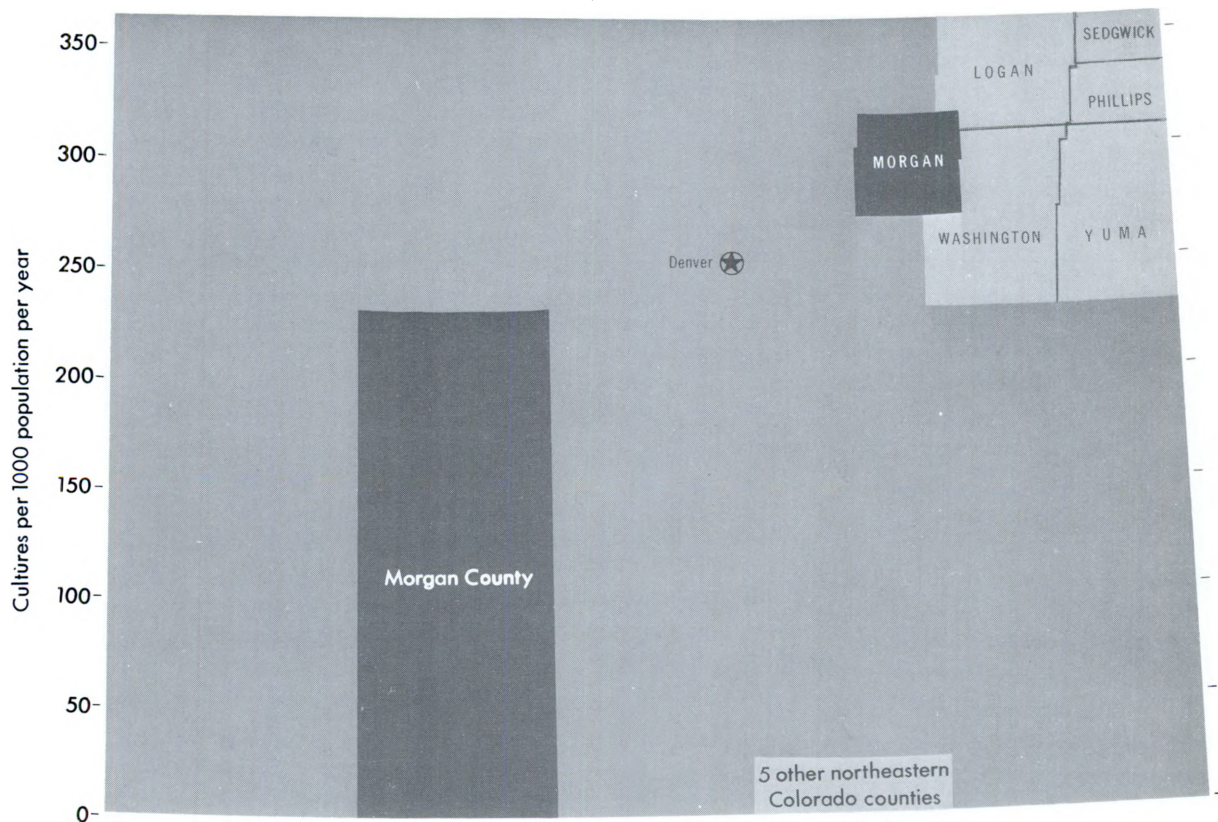 Cultures per 1000 population per year
350-
300-
250-
200-
150-
100-
50-
0-
SEDGWICK
LOGAN
PHILLIPS
MORGAN
WASHINGTON
YUMA
Denver
Morgan County
5 other northeastern
Colorado counties